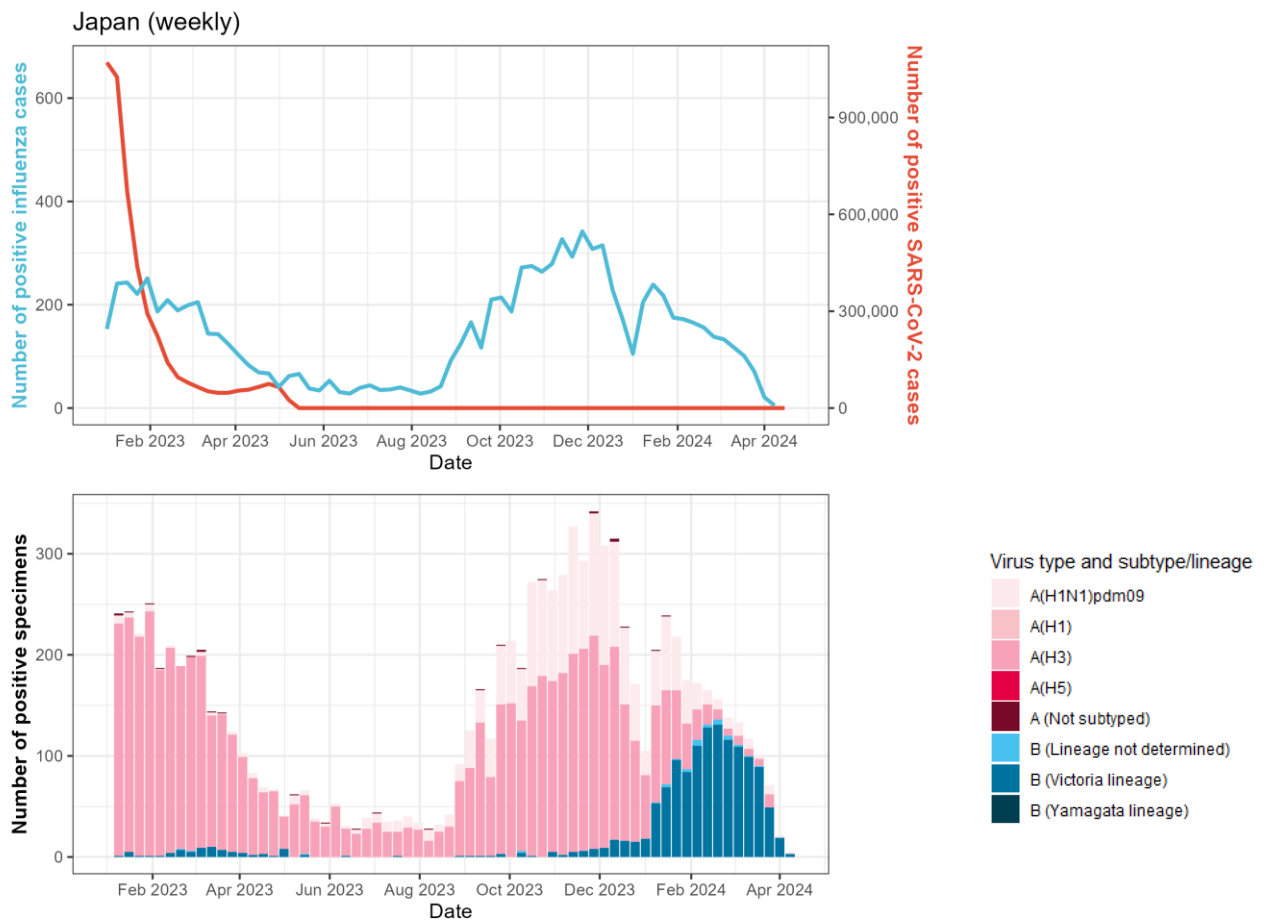 Japan (weekly)
Number of positive influenza cases
600
400
200
0
900,000
600,000
300,000
0
Number of positive SARS-CoV-2 cases
Feb 2023 Apr 2023 Jun 2023 Aug 2023 Oct 2023 Dec 2023 Feb 2024 Apr 2024
Date
Number of positive specimens
300
200
100
0
Feb 2023 Apr 2023 Jun 2023 Aug 2023 Oct 2023 Dec 2023 Feb 2024 Apr 2024
Date
Virus type and subtype/lineage
A(H1N1)pdm09
A(H1)
A(H3)
A(H5)
A (Not subtyped)
B (Lineage not determined)
B (Victoria lineage)
B (Yamagata lineage)